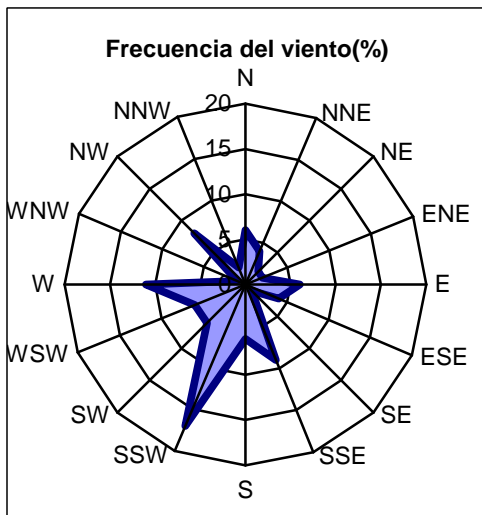 Frecuencia del viento(%)
N
NNE
NE
ENE
E
ESE
SE
SSE
S
SSW
SW
WSW
W
WNW
NW
NNW
20
15
10
5
0